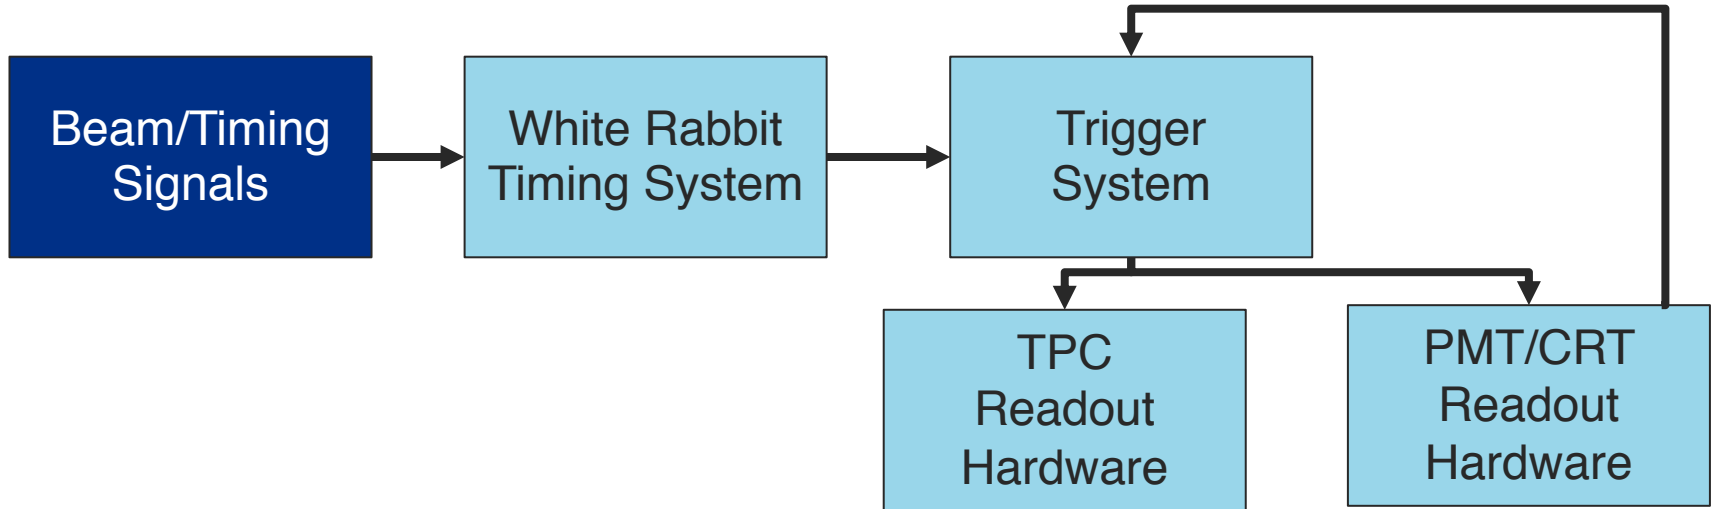 Beam/Timing
Signals
White Rabbit
Timing System
Trigger
System
TPC
Readout
Hardware
PMT/CRT
Readout
Hardware